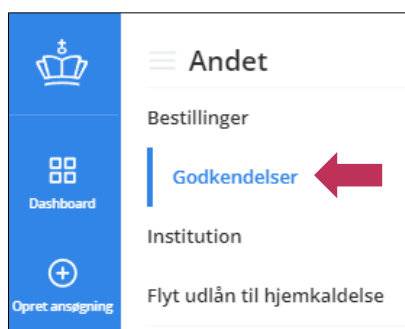 Andet
Bestillinger
Godkendelser
Dashboard
Institution
Opret ansøgning
Flyt udlån til hjemkaldelse